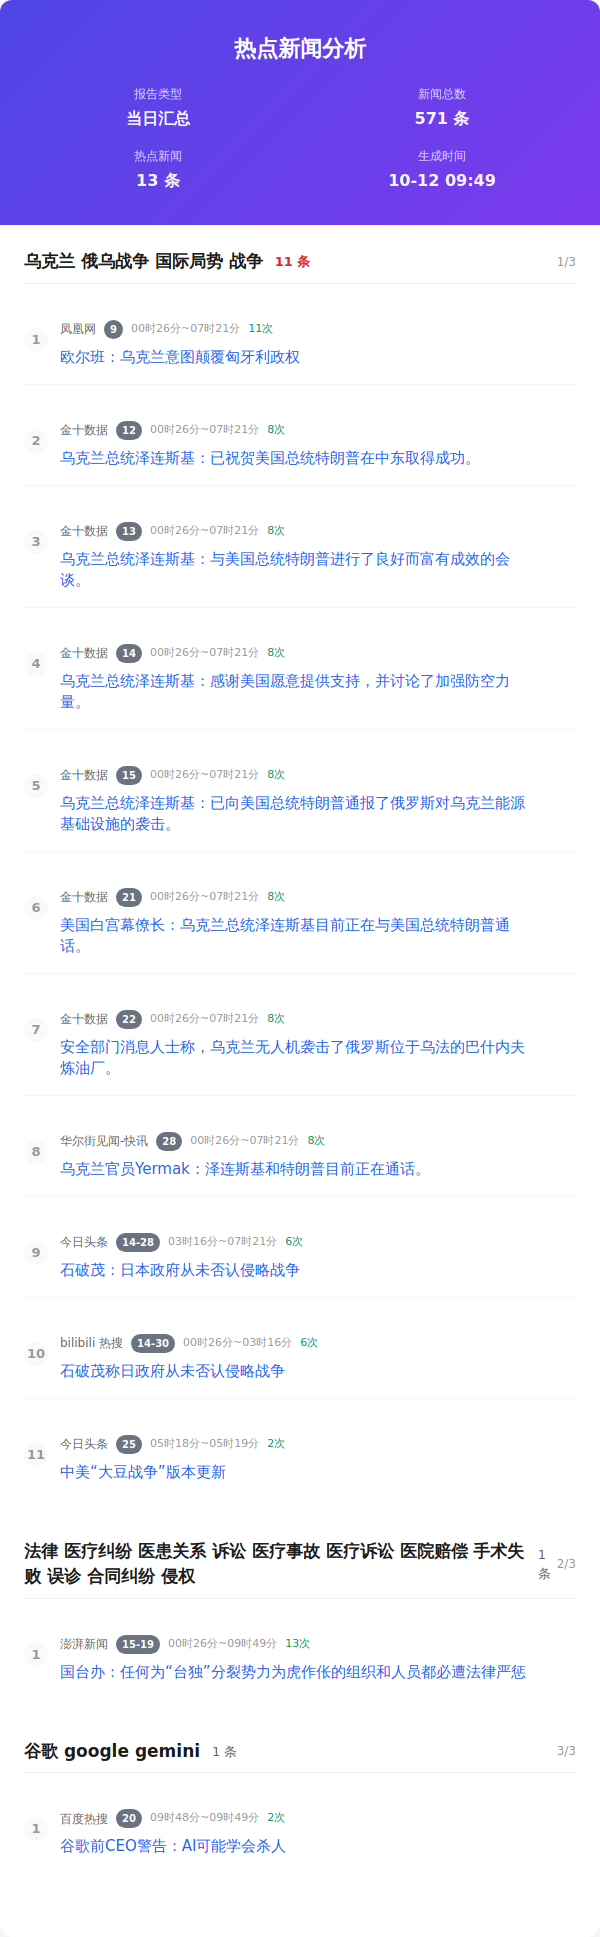 热点新闻分析
报告类型
新闻总数
当日汇总
571 条
热点新闻
生成时间
13 条
10-12 09:49
乌克兰 俄乌战争 国际局势 战争 11 条 1/3
1 凤凰网 9 00时26分~07时21分 11次
欧尔班：乌克兰意图颠覆匈牙利政权
2 金十数据 12 00时26分~07时21分 8次
乌克兰总统泽连斯基：已祝贺美国总统特朗普在中东取得成功。
3 金十数据 13 00时26分~07时21分 8次
乌克兰总统泽连斯基：与美国总统特朗普进行了良好而富有成效的会
谈。
4 金十数据 14 00时26分~07时21分 8次
乌克兰总统泽连斯基：感谢美国愿意提供支持，并讨论了加强防空力
量。
5 金十数据 15 00时26分~07时21分 8次
乌克兰总统泽连斯基：已向美国总统特朗普通报了俄罗斯对乌克兰能源
基础设施的袭击。
6 金十数据 21 00时26分~07时21分 8次
美国白宫幕僚长：乌克兰总统泽连斯基目前正在与美国总统特朗普通
话。
7 金十数据 22 00时26分~07时21分 8次
安全部门消息人士称，乌克兰无人机袭击了俄罗斯位于乌法的巴什内夫
炼油厂。
8 华尔街见闻-快讯 28 00时26分~07时21分 8次
乌克兰官员Yermak：泽连斯基和特朗普目前正在通话。
9 今日头条 14-28 03时16分~07时21分 6次
石破茂：日本政府从未否认侵略战争
10 bilibili 热搜 14-30 00时26分~03时16分 6次
石破茂称日政府从未否认侵略战争
11 今日头条 25 05时18分~05时19分 2次
中美“大豆战争”版本更新
法律 医疗纠纷 医患关系 诉讼 医疗事故 医疗诉讼 医院赔偿 手术失
败 误诊 合同纠纷 侵权
1
条
2/3
1 澎湃新闻 15-19 00时26分~09时49分 13次
国台办：任何为“台独”分裂势力为虎作伥的组织和人员都必遭法律严惩
谷歌 google gemini 1 条 3/3
1 百度热搜 20 09时48分~09时49分 2次
谷歌前CEO警告：AI可能学会杀人